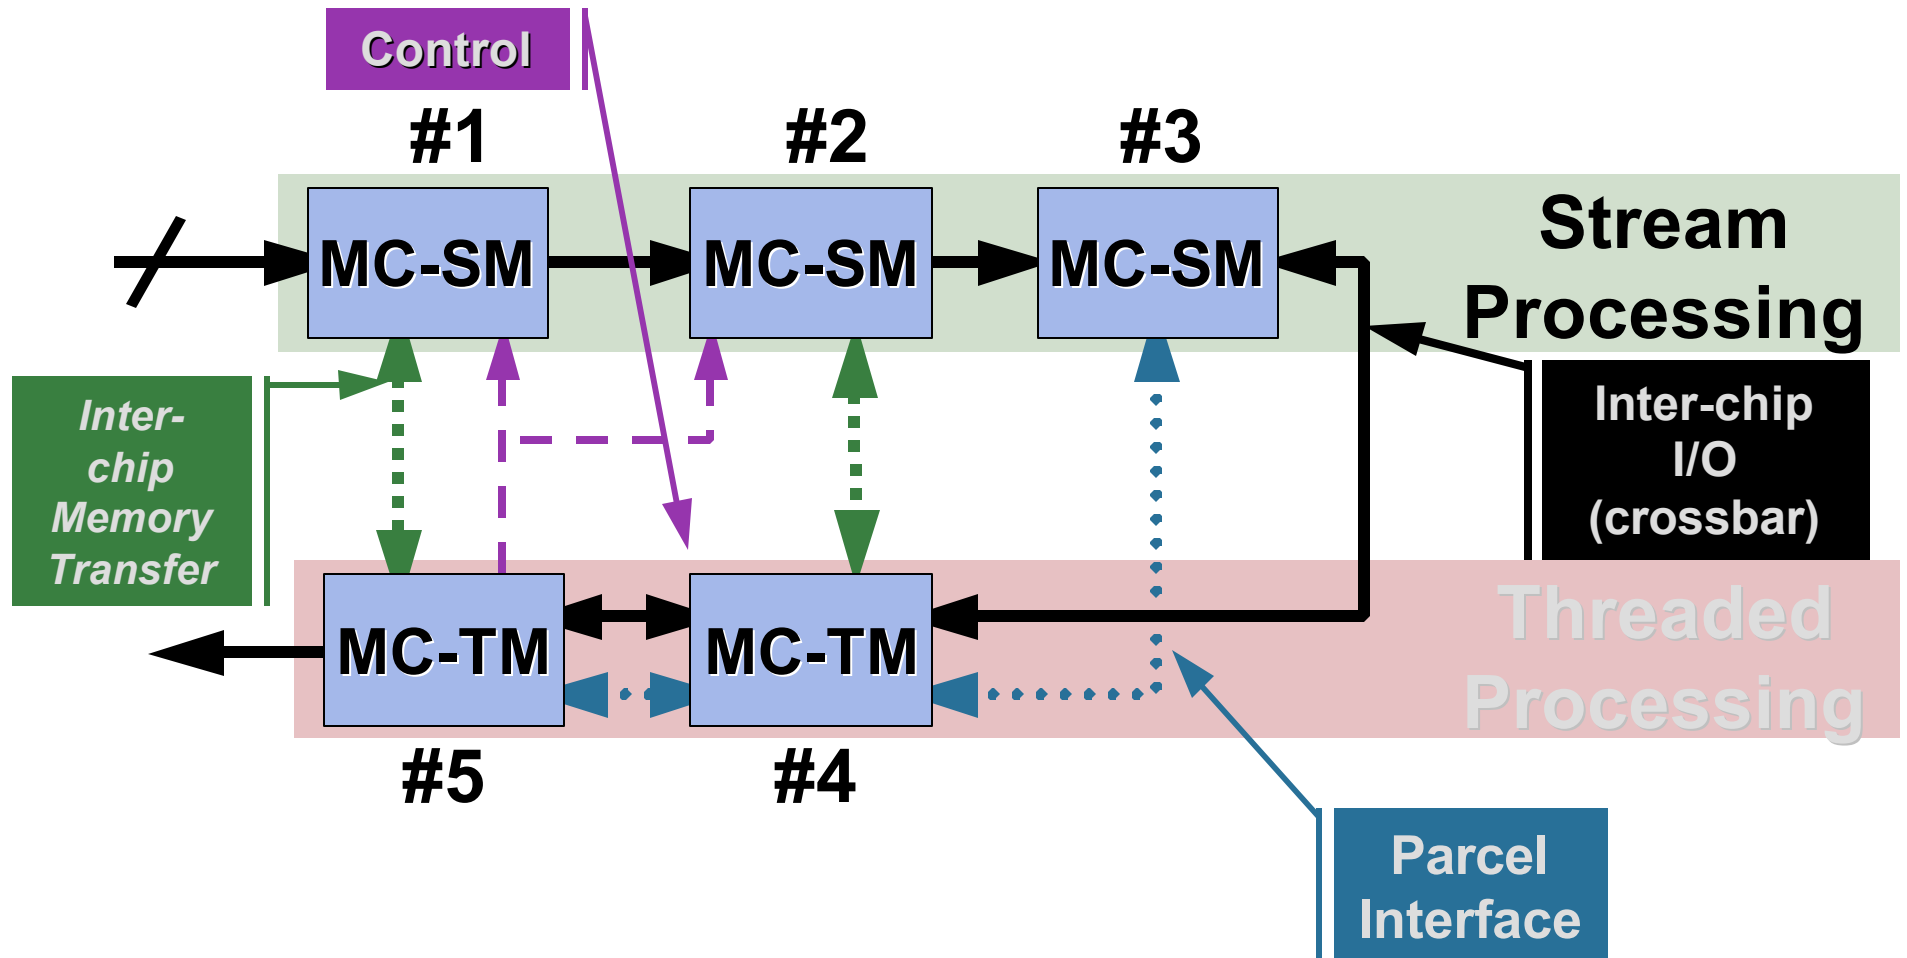 Control
#1
#2
#3
MC-SM
MC-SM
MC-SM
Stream
Processing
Inter-
chip
Memory
Transfer
Inter-chip
I/O
(crossbar)
MC-TM
MC-TM
Threaded
Processing
#5
#4
Parcel
Interface